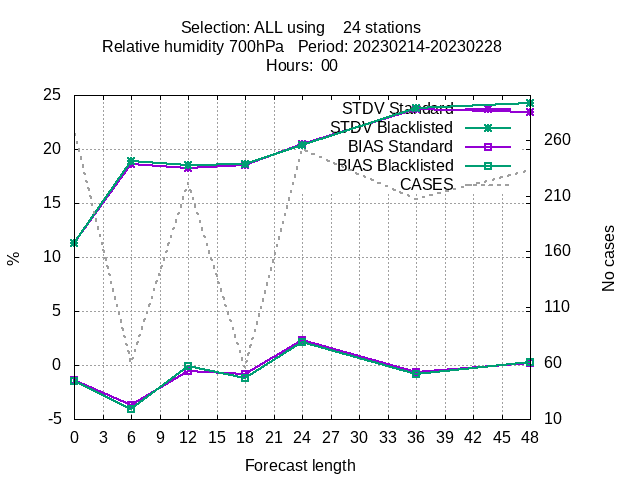 Selection: ALL using 24 stations
Relative humidity 700hPa Period: 20230214-20230228
Hours: 00
25
20
15
10
5
0
-5
%
STDV Standard
STDV Blacklisted
BIAS Standard
BIAS Blacklisted
CASES
260
210
160
110
60
10
No cases
0 3 6 9 12 15 18 21 24 27 30 33 36 39 42 45 48
Forecast length